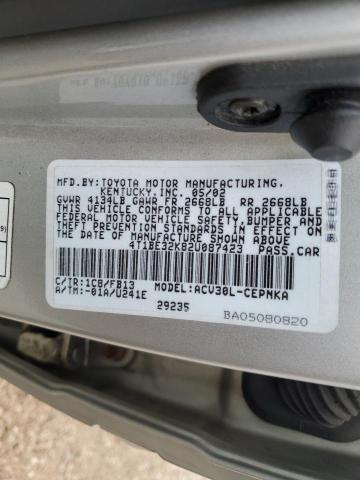 MFD.BY:TOYOTA MOTOR MANUFACTURING,
KENTUCKY,INC. 05/02
GVWR 4134LB GAWR FR 2668LB RR 2668LB
THIS VEHICLE CONFORMS TO ALL APPLICABLE
FEDERAL MOTOR VEHICLE SAFETY,BUMPER AND
THEFT PREVENTION STANDARDS IN EFFECT ON
THE DATE OF MANUFACTURE SHOWN ABOVE.
4T1BE32K82U087423 PASS.CAR
C/TR:1C8/FB13 MODEL:ACV30L-CEPNKA
A/TM:-01A/U241E
29235
BA05080820